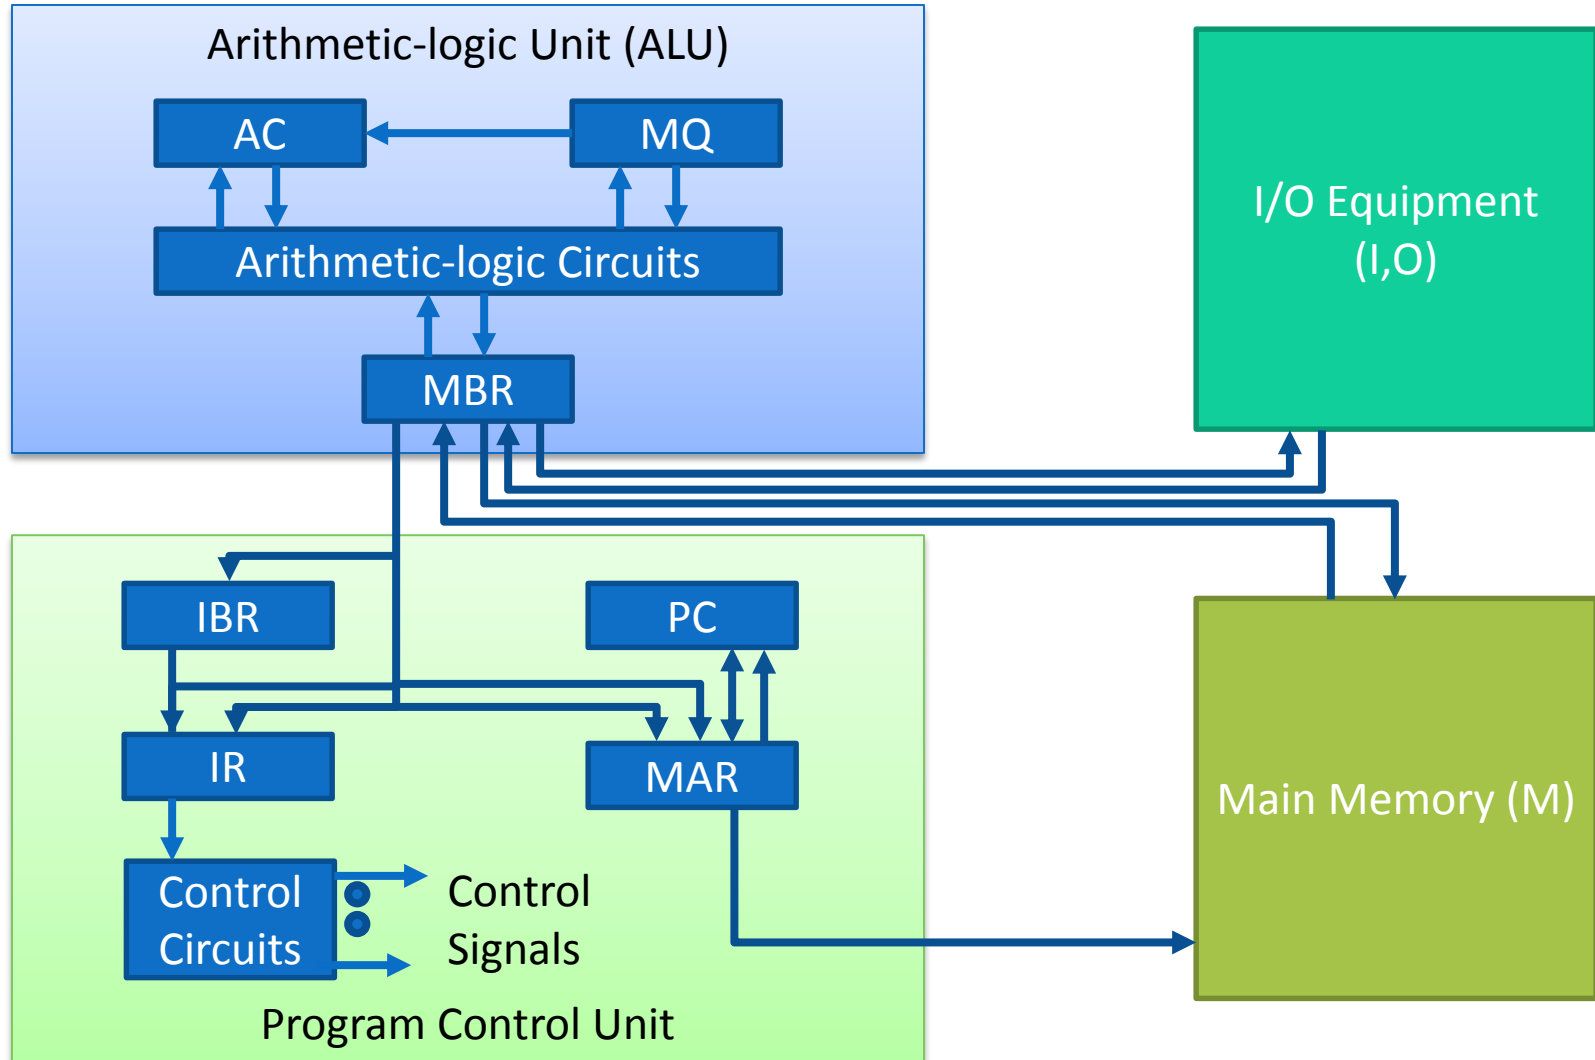 Arithmetic-logic Unit (ALU)
AC
MQ
Arithmetic-logic Circuits
MBR
I/O Equipment
(I,O)
IBR
PC
IR
MAR
Main Memory (M)
Control
Circuits
Control
Signals
Program Control Unit